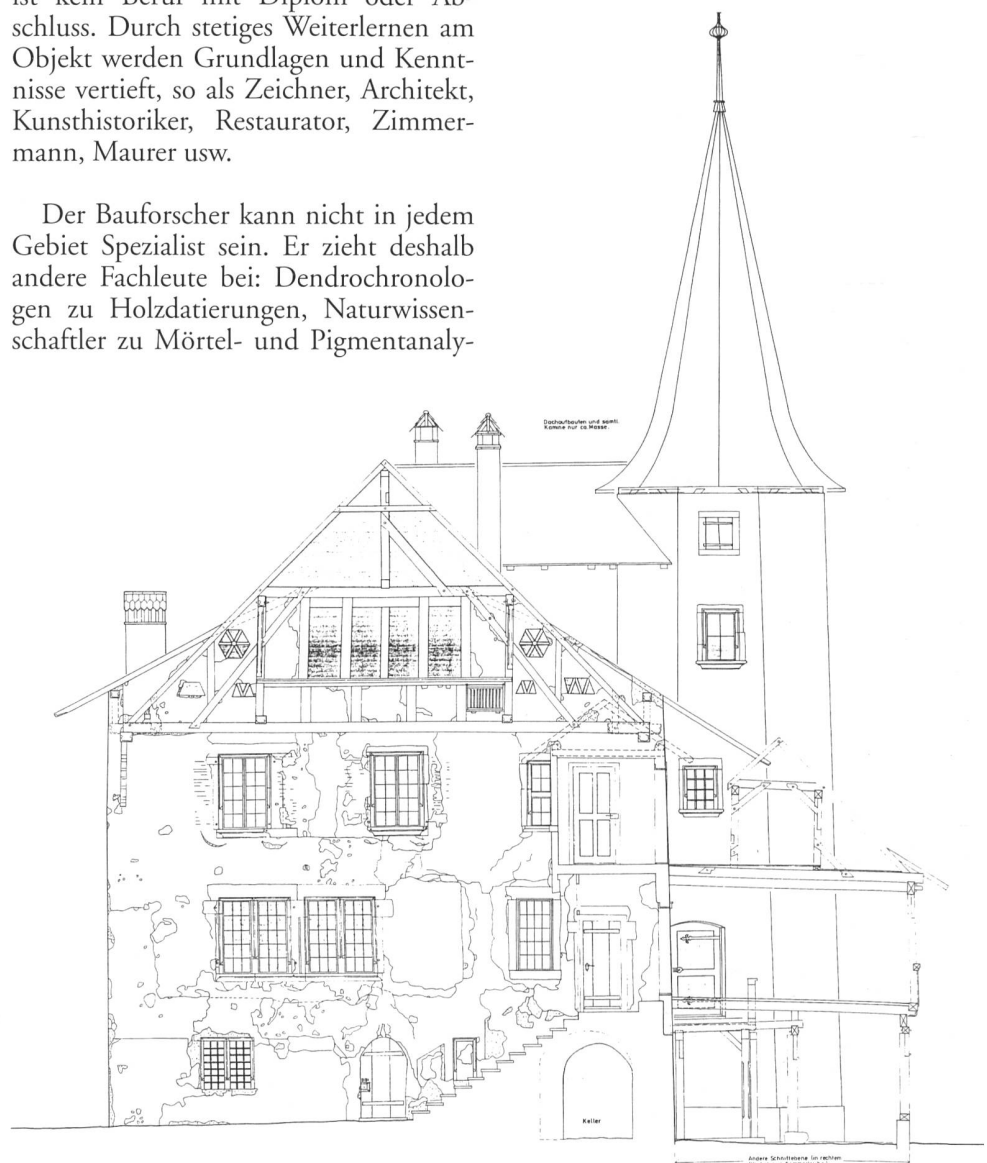 ist kein Beruf mit Diplom oder Ab-
schluss. Durch stetiges Weiterlernen am
Objekt werden Grundlagen und Kennt-
nisse vertieft, so als Zeichner, Architekt,
Kunsthistoriker, Restaurator, Zimmer-
mann, Maurer usw.
Der Bauforscher kann nicht in jedem
Gebiet Spezialist sein. Er zieht deshalb
andere Fachleute bei: Dendrochronolo-
gen zu Holzdatierungen, Naturwissen-
schaftler zu Mörtel- und Pigmentanaly-
Dachaufbauten und samtl.
Kamine nur ca. Masse.
Keller
Andere Schnittebene (in rechtem